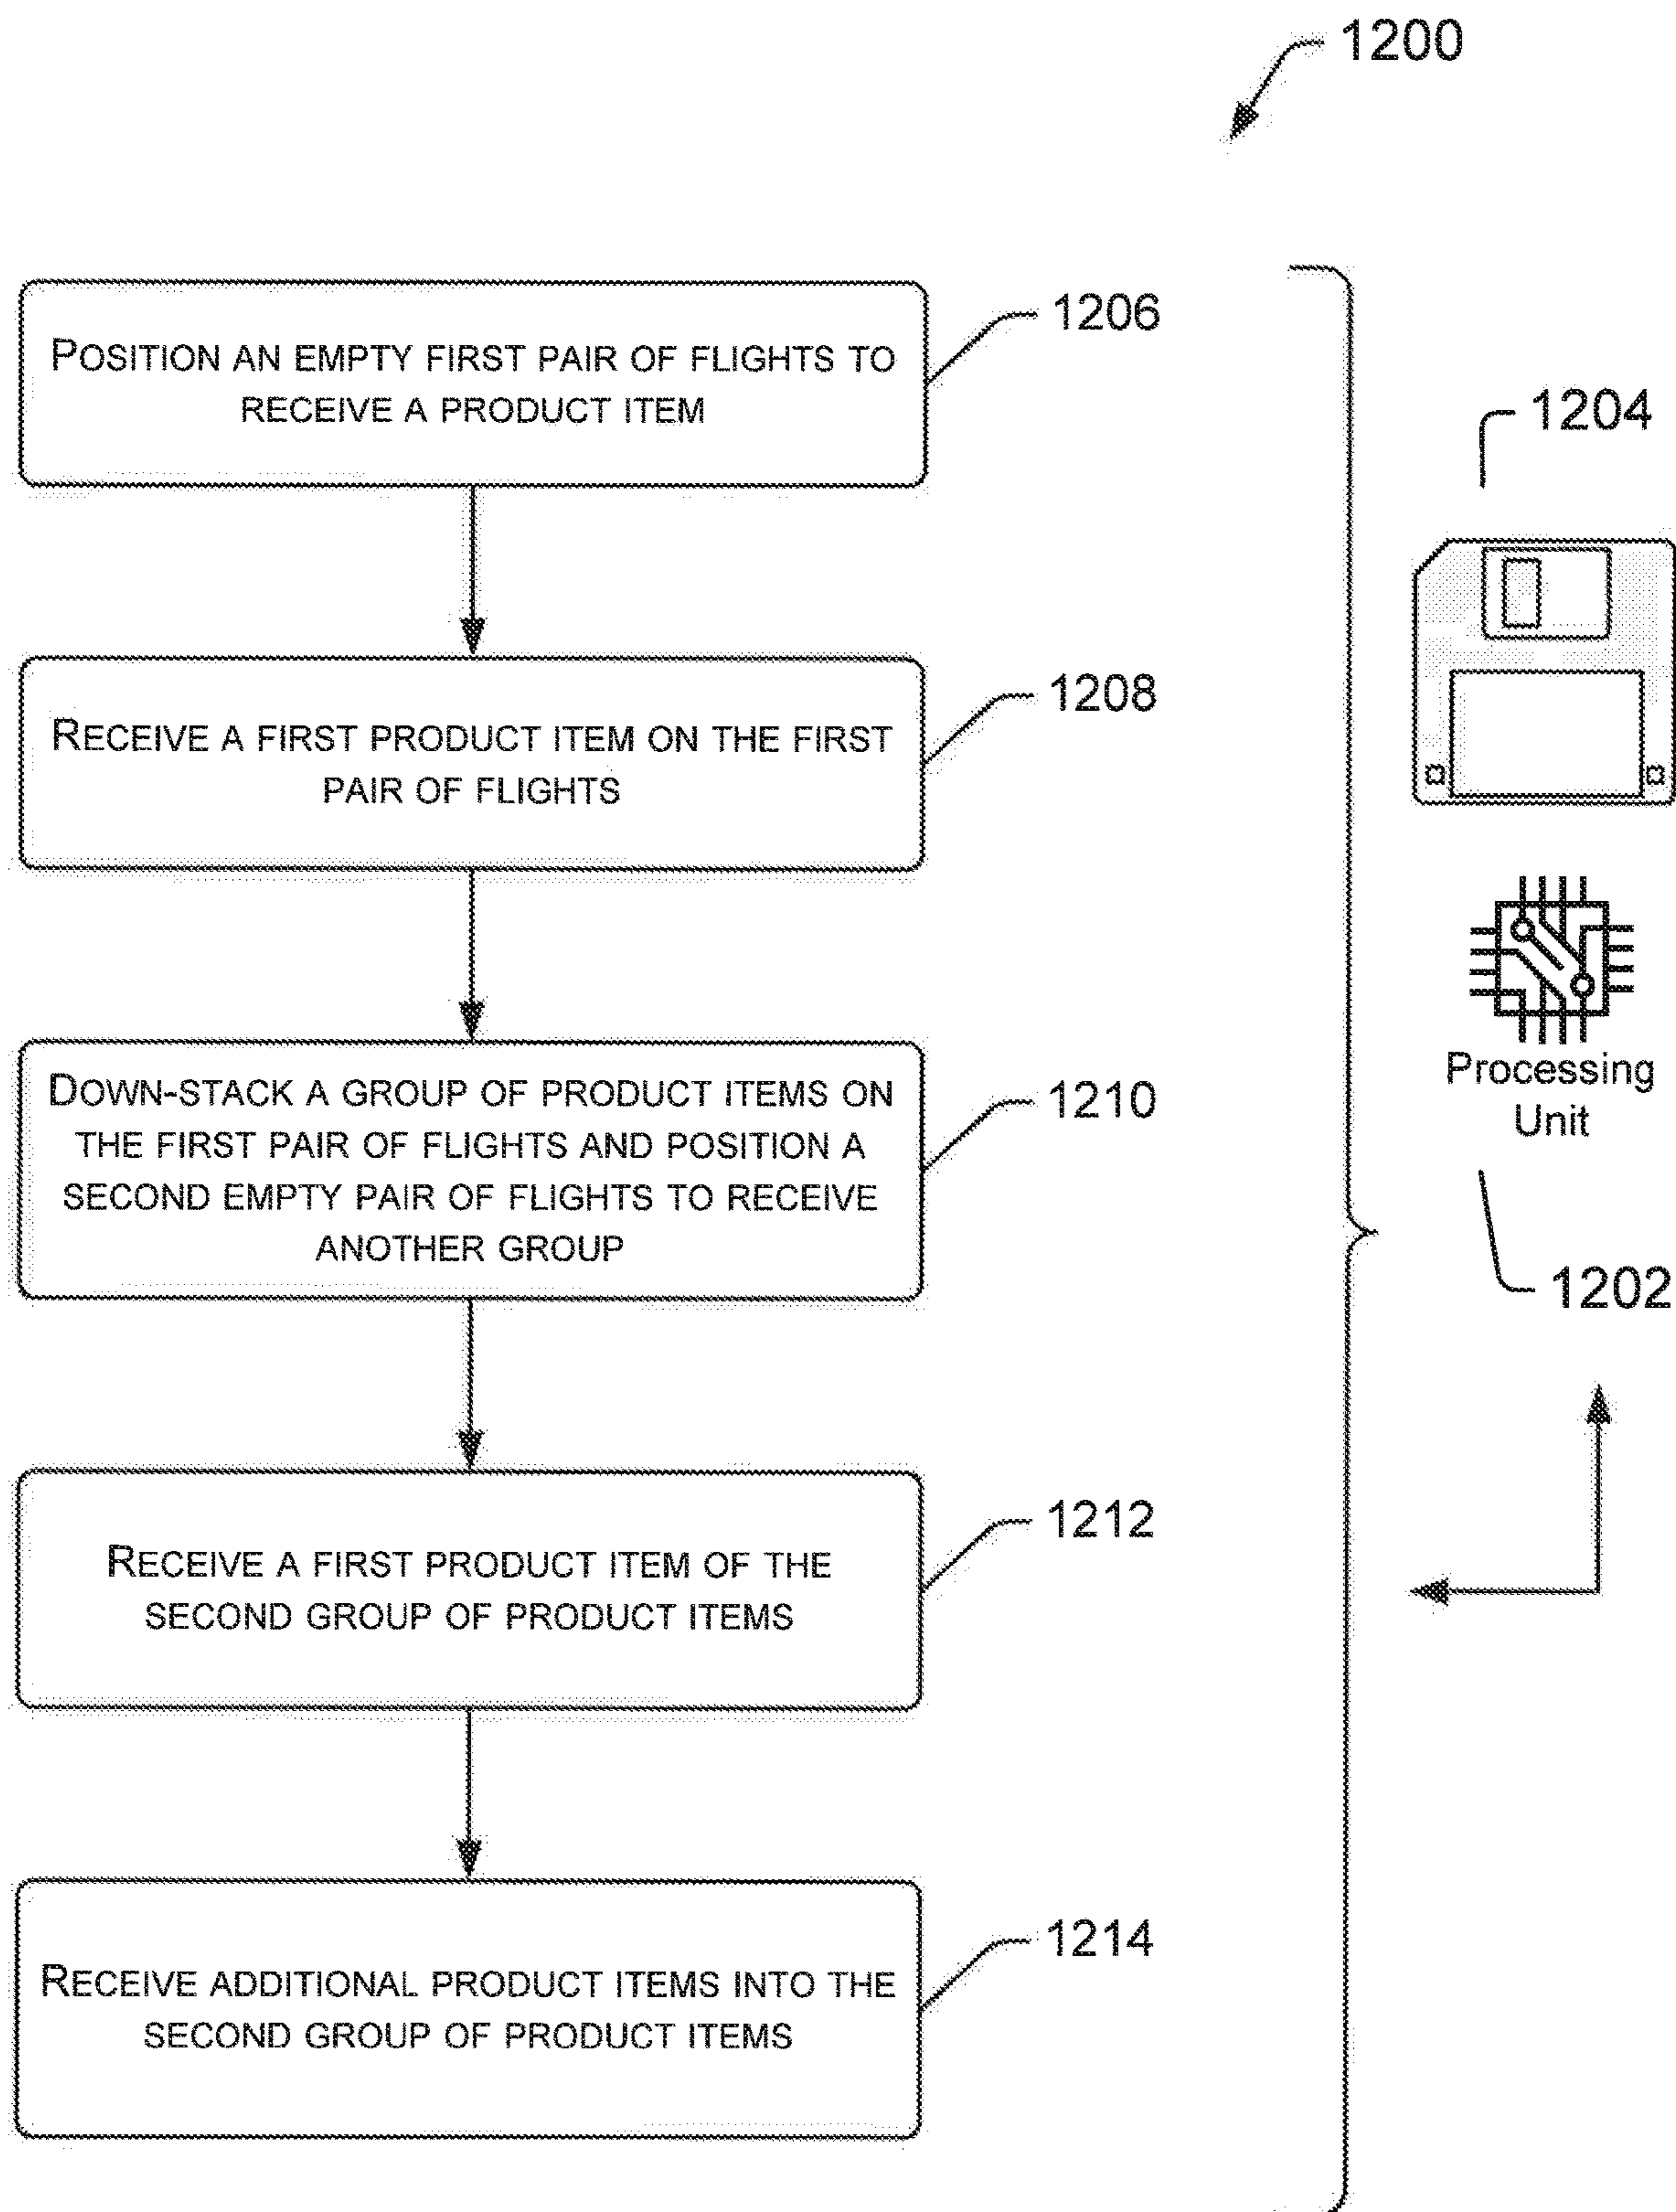 1200
POSITION AN EMPTY FIRST PAIR OF FLIGHTS TO
RECEIVE A PRODUCT ITEM
1206
1204
RECEIVE A FIRST PRODUCT ITEM ON THE FIRST
PAIR OF FLIGHTS
1208
Processing
Unit
1202
DOWN-STACK A GROUP OF PRODUCT ITEMS ON
THE FIRST PAIR OF FLIGHTS AND POSITION A
SECOND EMPTY PAIR OF FLIGHTS TO RECEIVE
ANOTHER GROUP
1210
RECEIVE A FIRST PRODUCT ITEM OF THE
SECOND GROUP OF PRODUCT ITEMS
1212
RECEIVE ADDITIONAL PRODUCT ITEMS INTO THE
SECOND GROUP OF PRODUCT ITEMS
1214